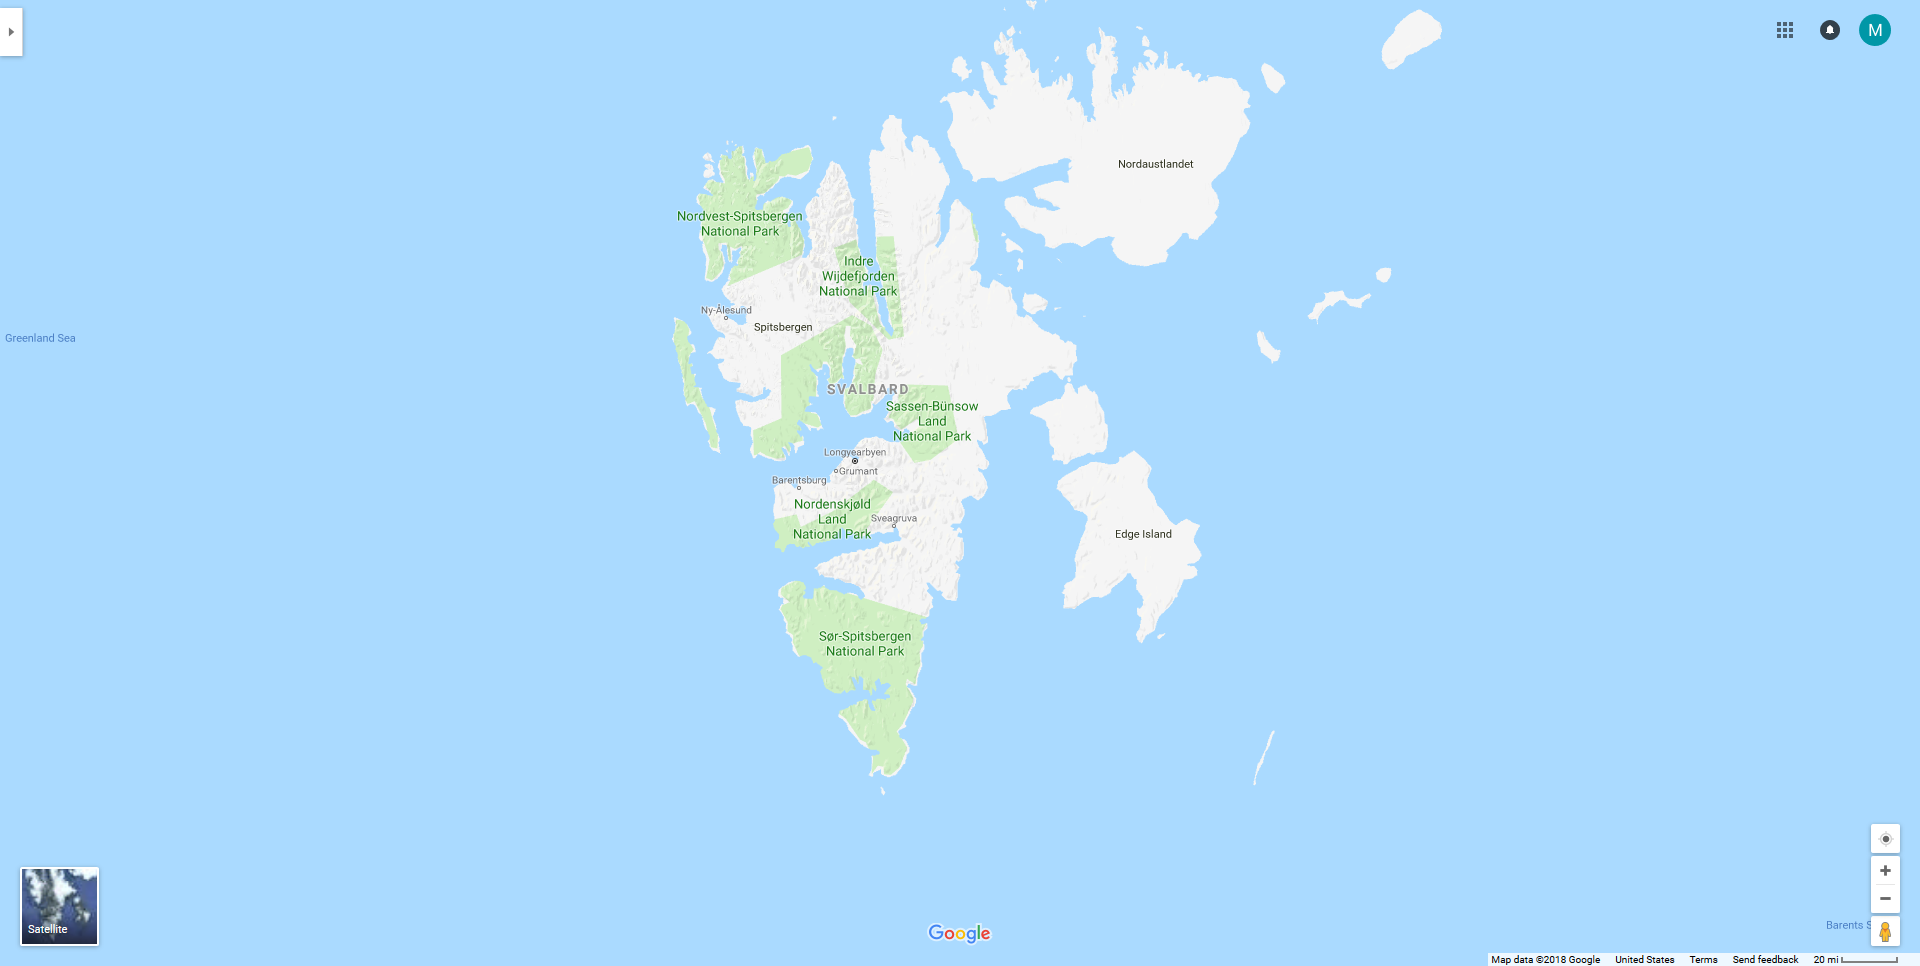 M
Nordaustlandet
Nordvest-Spitsbergen
National Park
Indre
Wijdefjorden
National Park
Ny-Ålesund
Spitsbergen
Greenland Sea
SVALBARD
Sassen-Bünsow
Land
National Park
Longyearbyen
Grumant
Barentsburg
Nordenskjøld
Land
National Park
Sveagruva
Edge Island
Sør-Spitsbergen
National Park
Satellite
Google
Barents S
Map data ©2018 Google United States Terms Send feedback 20 mi